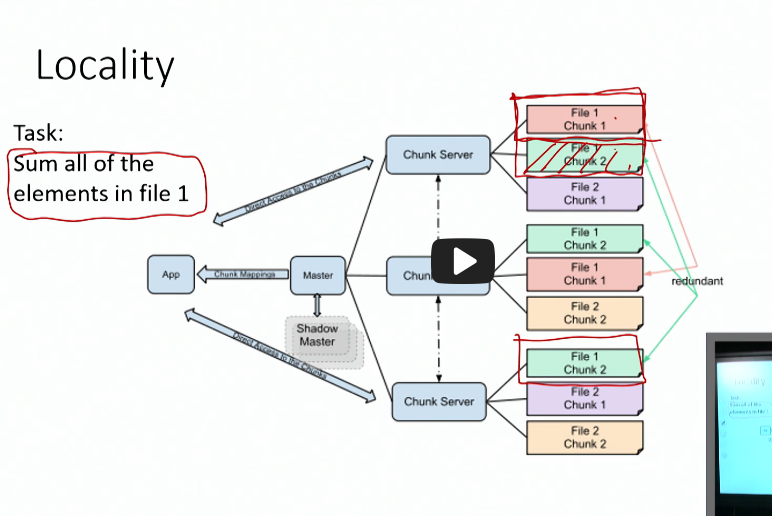 Locality
Task:
Sum all of the
elements in file 1
Direct Access to the Chunks
App
Chunk Mappings
Master
Shadow
Master
Direct Access to the Chunks
Chunk Server
File 1
Chunk 1
File
Chunk 2
File 2
Chunk 1
File 1
Chunk 2
File 1
Chunk 1
File 2
Chunk 2
redundant
Chunk Server
File 1
Chunk 2
File 2
Chunk 1
File 2
Chunk 2